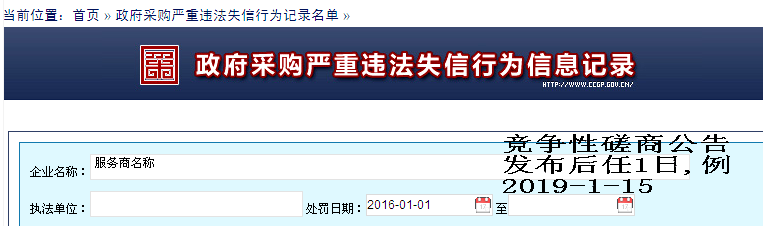 当前位置：首页 » 政府采购严重违法失信行为记录名单 »
政府采购严重违法失信行为信息记录
HTTP://WWW.CCGP.GOV.CN/
竞争性磋商公告
发布后任1日,例
2019-1-15
企业名称：服务商名称
执法单位： 处罚日期：2016-01-01 至